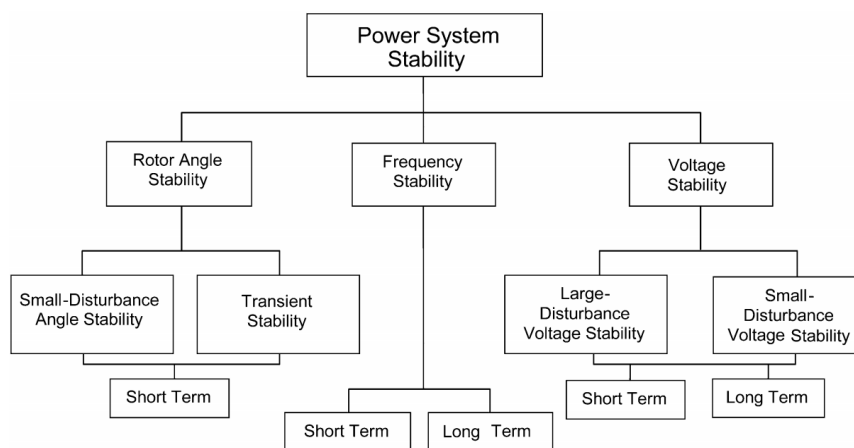 Power System
Stability
Rotor Angle
Stability
Frequency
Stability
Voltage
Stability
Small-Disturbance
Angle Stability
Transient
Stability
Large-
Disturbance
Voltage Stability
Small-
Disturbance
Voltage Stability
Short Term
Short Term
Long Term
Short Term
Long Term